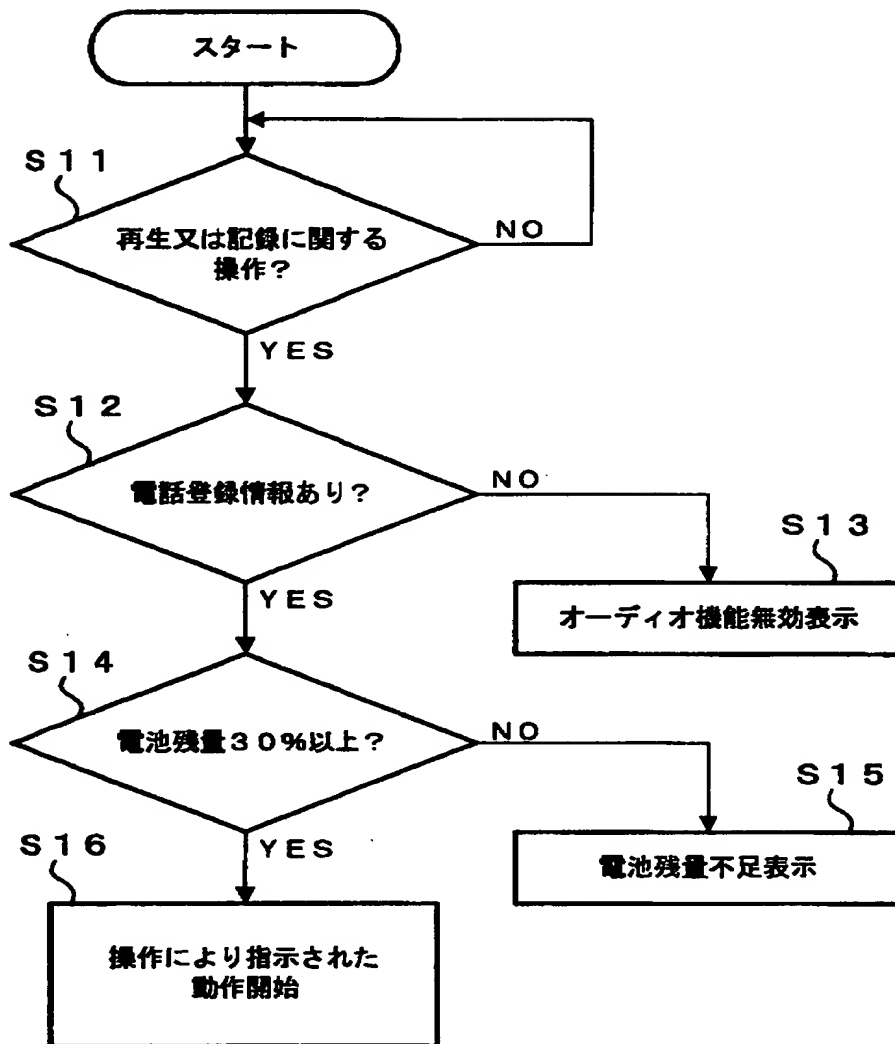 スタート
S11
再生又は記録に関する
操作？
NO
YES
S12
電話登録情報あり？
NO
YES
S13
オーディオ機能無効表示
S14
電池残量30%以上？
NO
YES
S15
電池残量不足表示
S16
操作により指示された
動作開始